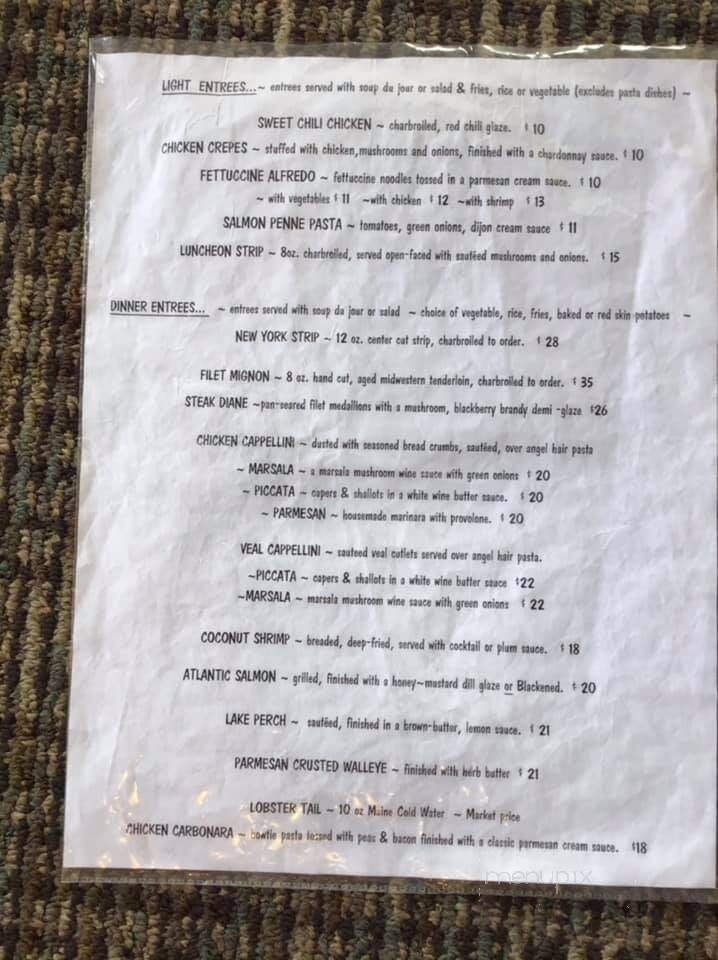 LIGHT ENTREES...~ entrees served with soup du jour or salad & fries, rice or vegetable (excludes pasta dishes) ~
SWEET CHILI CHICKEN ~ charbroiled, red chili glaze. $ 10
CHICKEN CREPES ~ stuffed with chicken,mushrooms and onions, finished with a chardonnay sauce. $ 10
FETTUCCINE ALFREDO ~ fettuccine noodles tossed in a parmesan cream sauce. $ 10
~ with vegetables $ 11 ~with chicken $ 12 ~with shrimp $ 13
SALMON PENNE PASTA ~ tomatoes, green onions, dijon cream sauce $ 11
LUNCHEON STRIP ~ 8oz. charbroiled, served open-faced with sautéed mushrooms and onions. $ 15
DINNER ENTREES... ~ entrees served with soup du jour or salad ~ choice of vegetable, rice, fries, baked or red skin potatoes ~
NEW YORK STRIP ~ 12 oz. center cut strip, charbroiled to order. $ 28
FILET MIGNON ~ 8 oz. hand cut, aged midwestern tenderloin, charbroiled to order. $ 35
STEAK DIANE ~pan-seared filet medallions with a mushroom, blackberry brandy demi -glaze $26
CHICKEN CAPPELLINI ~ dusted with seasoned bread crumbs, sautéed, over angel hair pasta
~ MARSALA ~ a marsala mushroom wine sauce with green onions $ 20
~ PICCATA ~ capers & shallots in a white wine butter sauce. $ 20
~ PARMESAN ~ housemade marinara with provolone. $ 20
VEAL CAPPELLINI ~ sauteed veal cutlets served over angel hair pasta.
~PICCATA ~ capers & shallots in a white wine butter sauce $22
~MARSALA ~ marsala mushroom wine sauce with green onions $ 22
COCONUT SHRIMP ~ breaded, deep-fried, served with cocktail or plum sauce. $ 18
ATLANTIC SALMON ~ grilled, finished with a honey~mustard dill glaze or Blackened. $ 20
LAKE PERCH ~ sautéed, finished in a brown-butter, lemon sauce. $ 21
PARMESAN CRUSTED WALLEYE ~ finished with herb butter $ 21
LOBSTER TAIL ~ 10 oz Maine Cold Water ~ Market price
CHICKEN CARBONARA ~ bowtie pasta tossed with peas & bacon finished with a classic parmesan cream sauce. $18
menupix